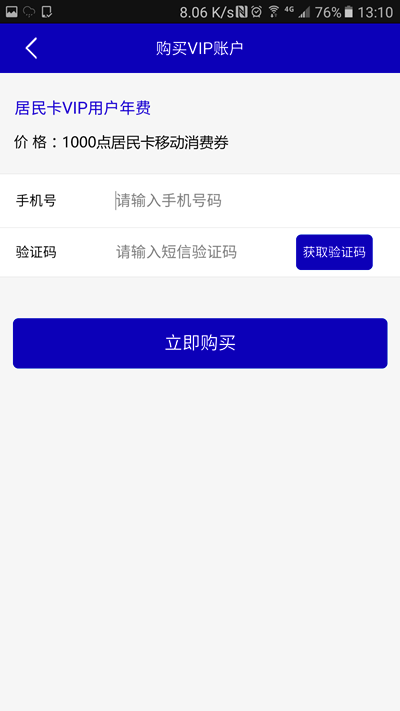 8.06 K/s 4G 76% 13:10
购买VIP账户
居民卡VIP用户年费
价 格：1000点居民卡移动消费券
手机号 请输入手机号码
验证码 请输入短信验证码 获取验证码
立即购买